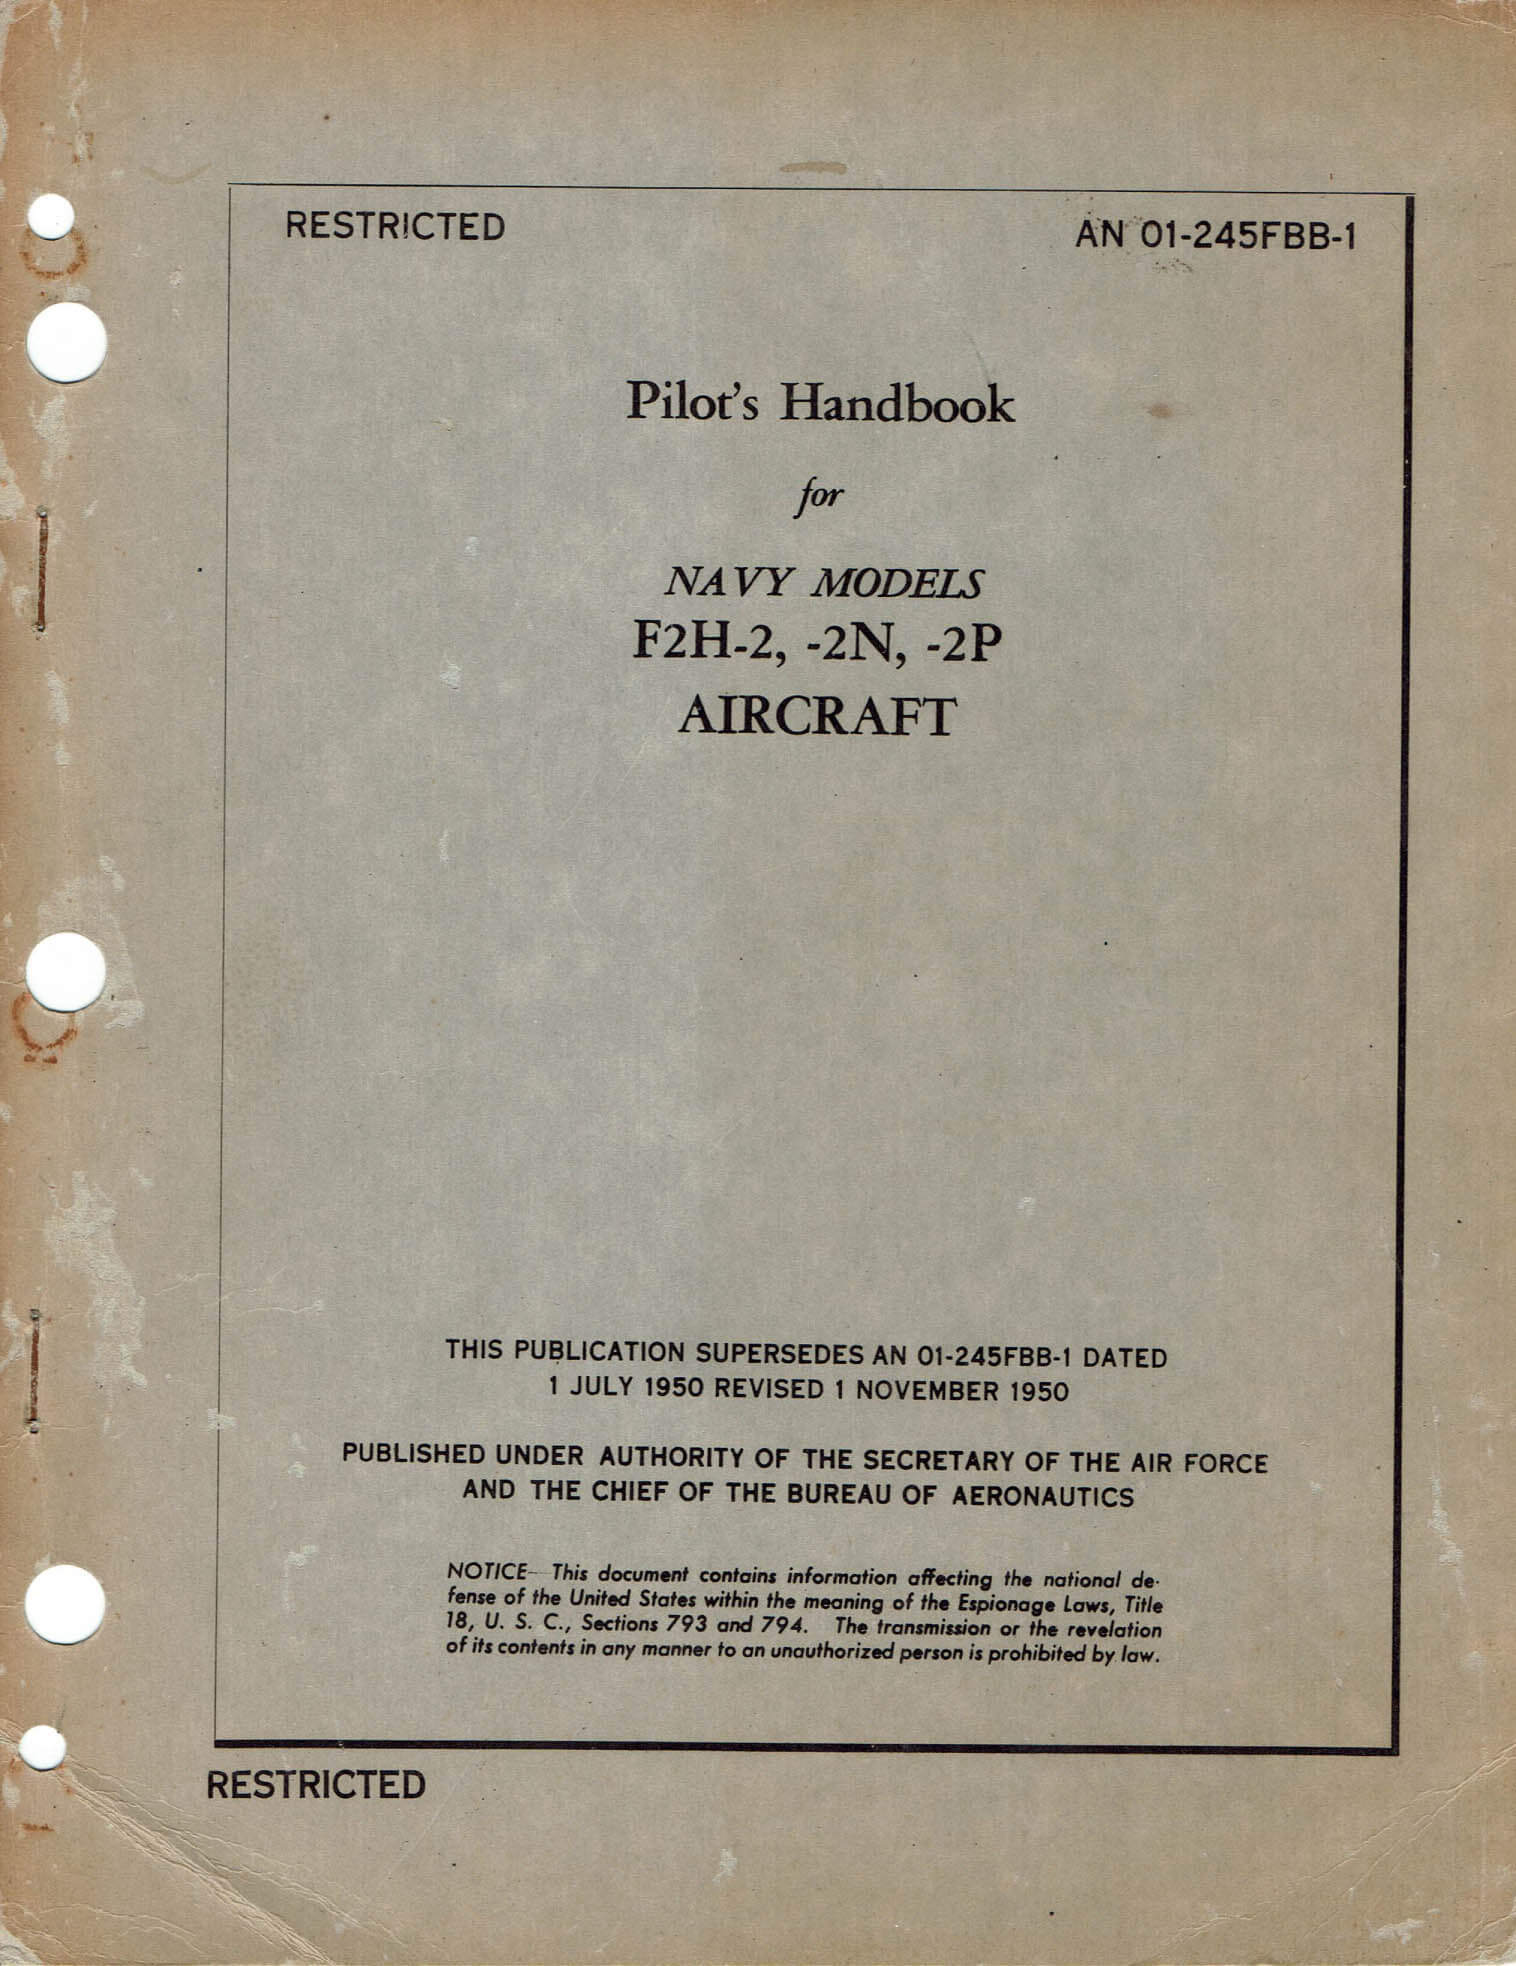 RESTRICTED
AN 01-245FBB-1
Pilot's Handbook
for
NAVY MODELS
F2H-2, -2N, -2P
AIRCRAFT
THIS PUBLICATION SUPERSEDES AN 01-245FBB-1 DATED
1 JULY 1950 REVISED 1 NOVEMBER 1950
PUBLISHED UNDER AUTHORITY OF THE SECRETARY OF THE AIR FORCE
AND THE CHIEF OF THE BUREAU OF AERONAUTICS
NOTICE—This document contains information affecting the national de-
fense of the United States within the meaning of the Espionage Laws, Title
18, U. S. C., Sections 793 and 794. The transmission or the revelation
of its contents in any manner to an unauthorized person is prohibited by law.
RESTRICTED